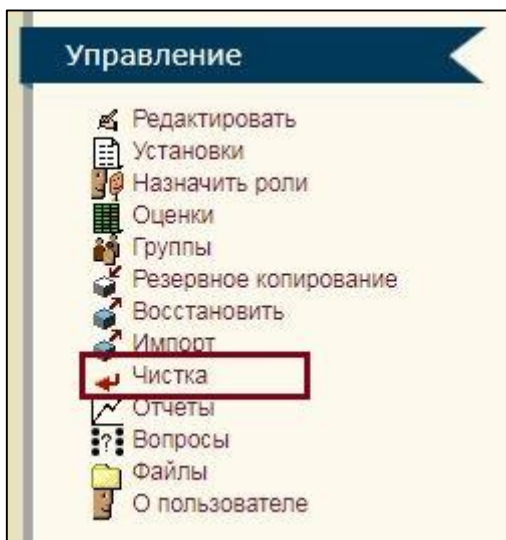 Управление
Редактировать
Установки
Назначить роли
Оценки
Группы
Резервное копирование
Восстановить
Импорт
Чистка
Отчеты
Вопросы
Файлы
О пользователе